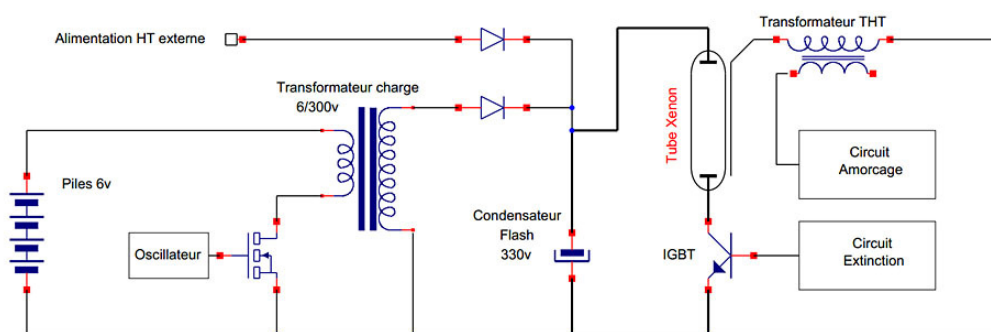 Transformateur THT
Alimentation HT externe
Transformateur charge
6/300v
Tube Xenon
Circuit
Amorcage
Piles 6v
Condensateur
Flash
330v
Oscillateur
IGBT
Circuit
Extinction